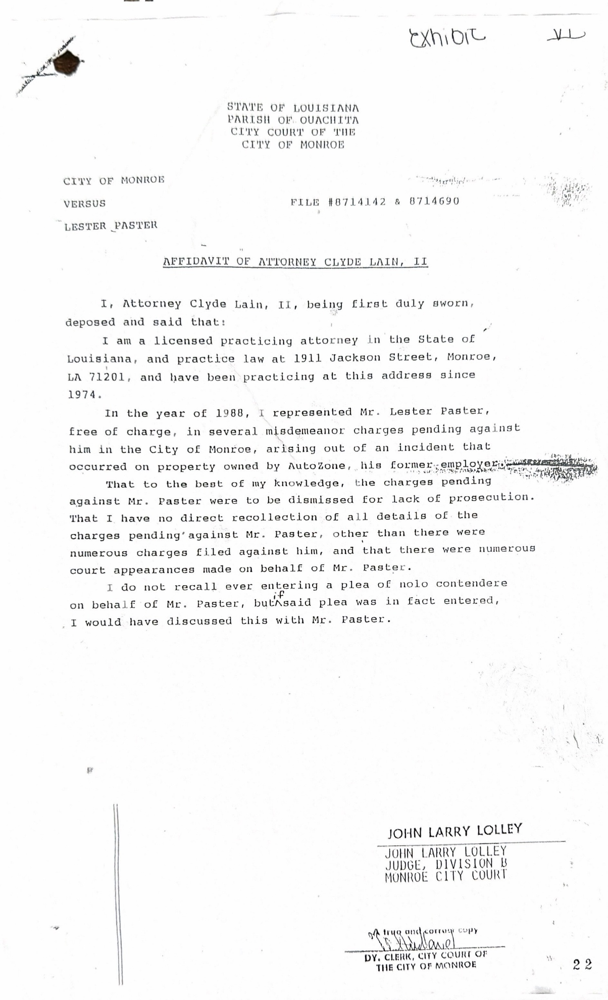 Exhibit VI
STATE OF LOUISIANA
PARISH OF OUACHITA
CITY COURT OF THE
CITY OF MONROE
CITY OF MONROE
VERSUS FILE #8714142 & 8714690
LESTER PASTER
AFFIDAVIT OF ATTORNEY CLYDE LAIN, II
I, Attorney Clyde Lain, II, being first duly sworn,
deposed and said that:
I am a licensed practicing attorney in the State of
Louisiana, and practice law at 1911 Jackson Street, Monroe,
LA 71201, and have been practicing at this address since
1974.
In the year of 1988, I represented Mr. Lester Paster,
free of charge, in several misdemeanor charges pending against
him in the City of Monroe, arising out of an incident that
occurred on property owned by AutoZone, his former employer.
That to the best of my knowledge, the charges pending
against Mr. Paster were to be dismissed for lack of prosecution.
That I have no direct recollection of all details of the
charges pending against Mr. Paster, other than there were
numerous charges filed against him, and that there were numerous
court appearances made on behalf of Mr. Paster.
I do not recall ever entering a plea of nolo contendere
on behalf of Mr. Paster, but if said plea was in fact entered,
I would have discussed this with Mr. Paster.
JOHN LARRY LOLLEY
JOHN LARRY LOLLEY
JUDGE, DIVISION B
MONROE CITY COURT
A true and correct copy
DY. CLERK, CITY COURT OF
THE CITY OF MONROE
22